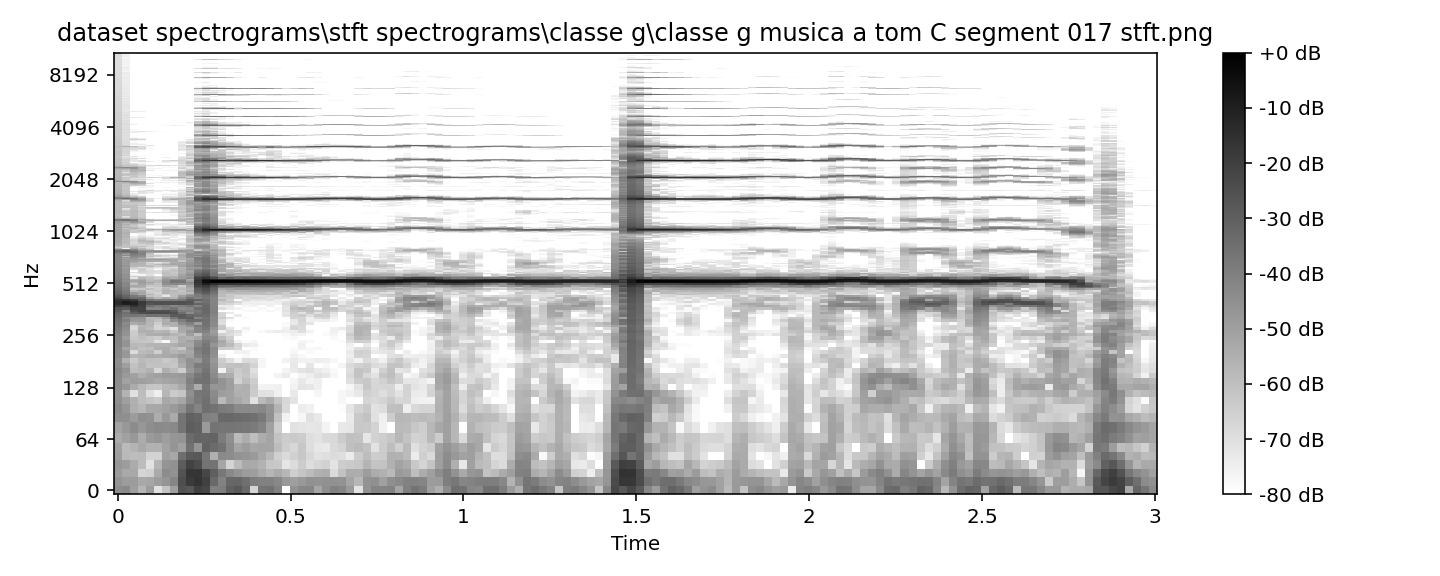 dataset spectrograms\stft spectrograms\classe g\classe g musica a tom C segment 017 stft.png
8192
4096
2048
1024
512
256
128
64
0
Hz
0
0.5
1
1.5
2
2.5
3
Time
+0 dB
-10 dB
-20 dB
-30 dB
-40 dB
-50 dB
-60 dB
-70 dB
-80 dB